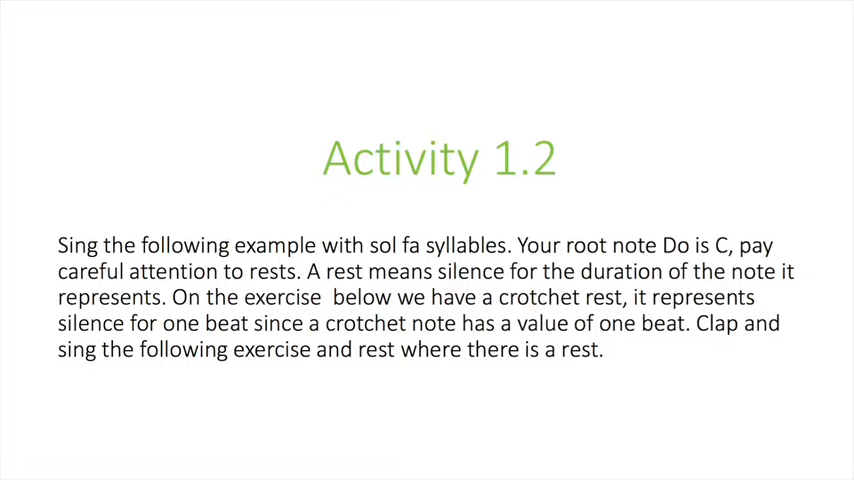 Activity 1.2
Sing the following example with sol fa syllables. Your root note Do is C, pay
careful attention to rests. A rest means silence for the duration of the note it
represents. On the exercise  below we have a crotchet rest, it represents
silence for one beat since a crotchet note has a value of one beat. Clap and
sing the following exercise and rest where there is a rest.